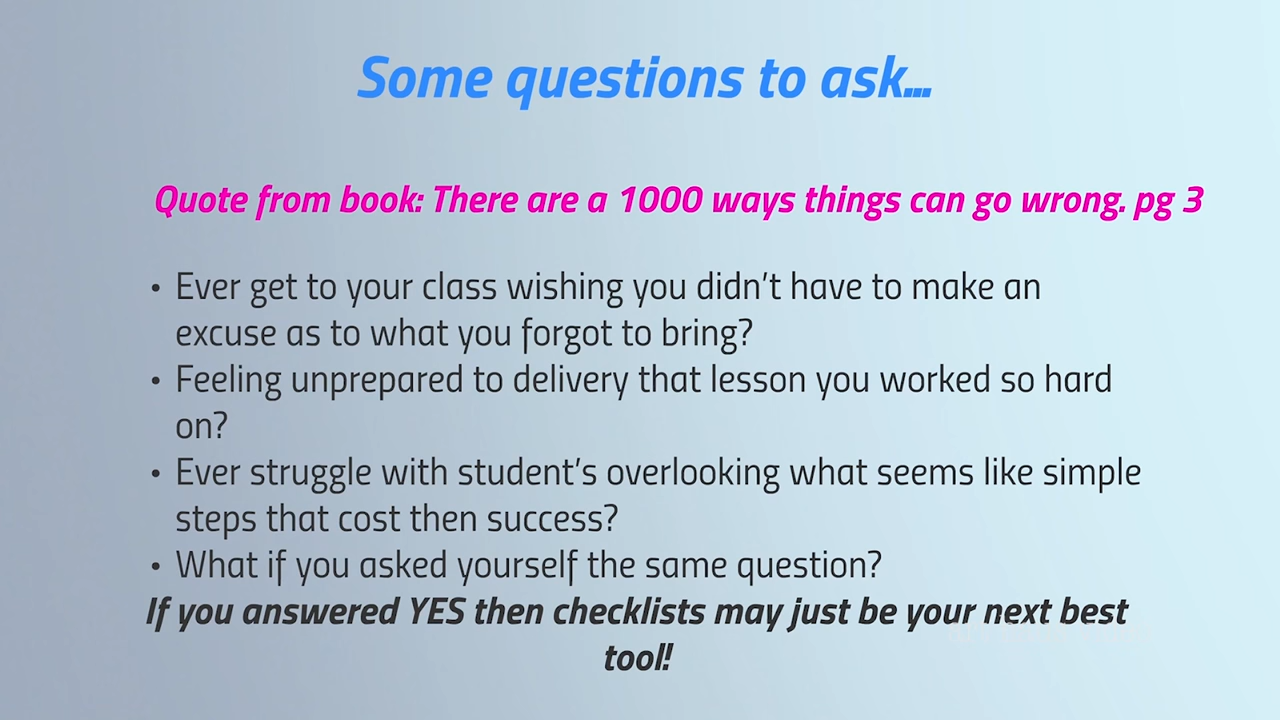 Some questions to ask...
Quote from book: There are a 1000 ways things can go wrong. pg 3
• Ever get to your class wishing you didn't have to make an
excuse as to what you forgot to bring?
• Feeling unprepared to delivery that lesson you worked so hard
on?
• Ever struggle with student's overlooking what seems like simple
steps that cost then success?
• What if you asked yourself the same question?
If you answered YES then checklists may just be your next best
tool!